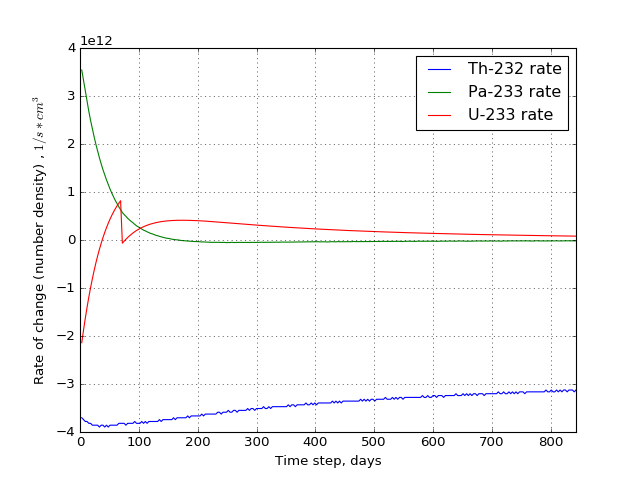 1e12
4
3
2
1
0
−1
−2
−3
−4
Rate of change (number density) , 1/s * cm³
Th-232 rate
Pa-233 rate
U-233 rate
0 100 200 300 400 500 600 700 800
Time step, days